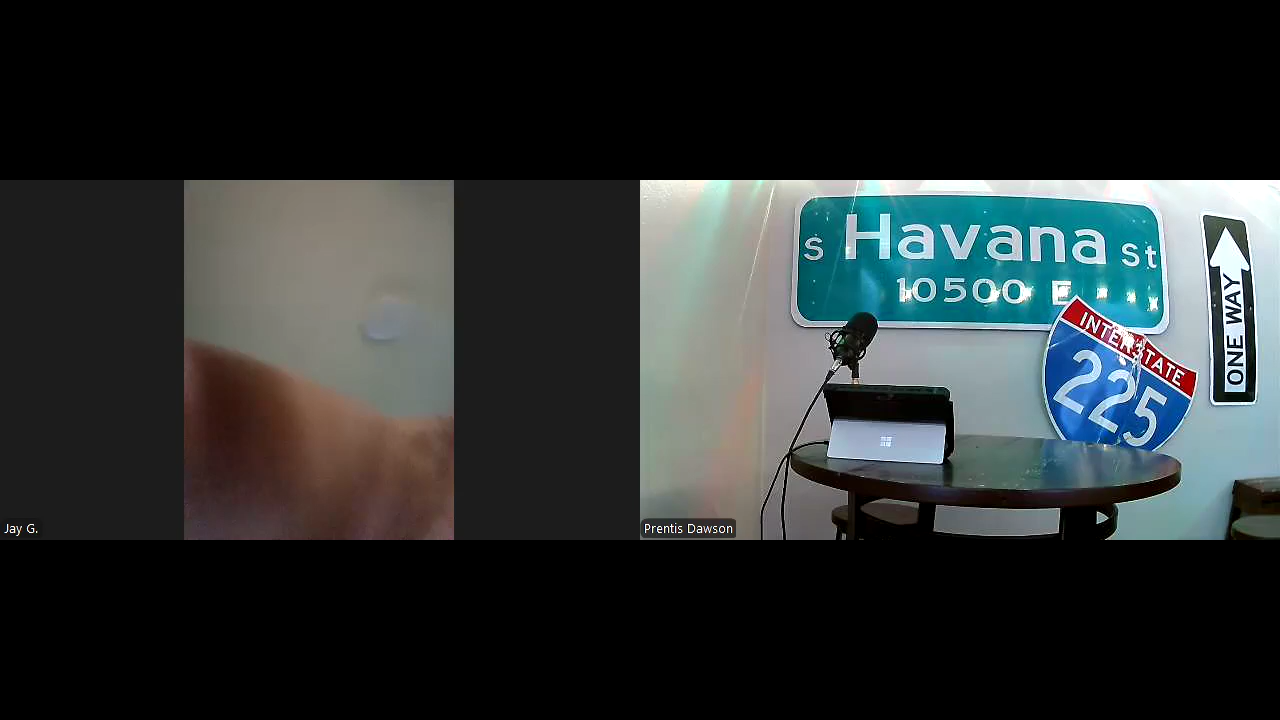 S Havana St
10500 E
INTERSTATE
225
ONE WAY
Jay G.
Prentis Dawson